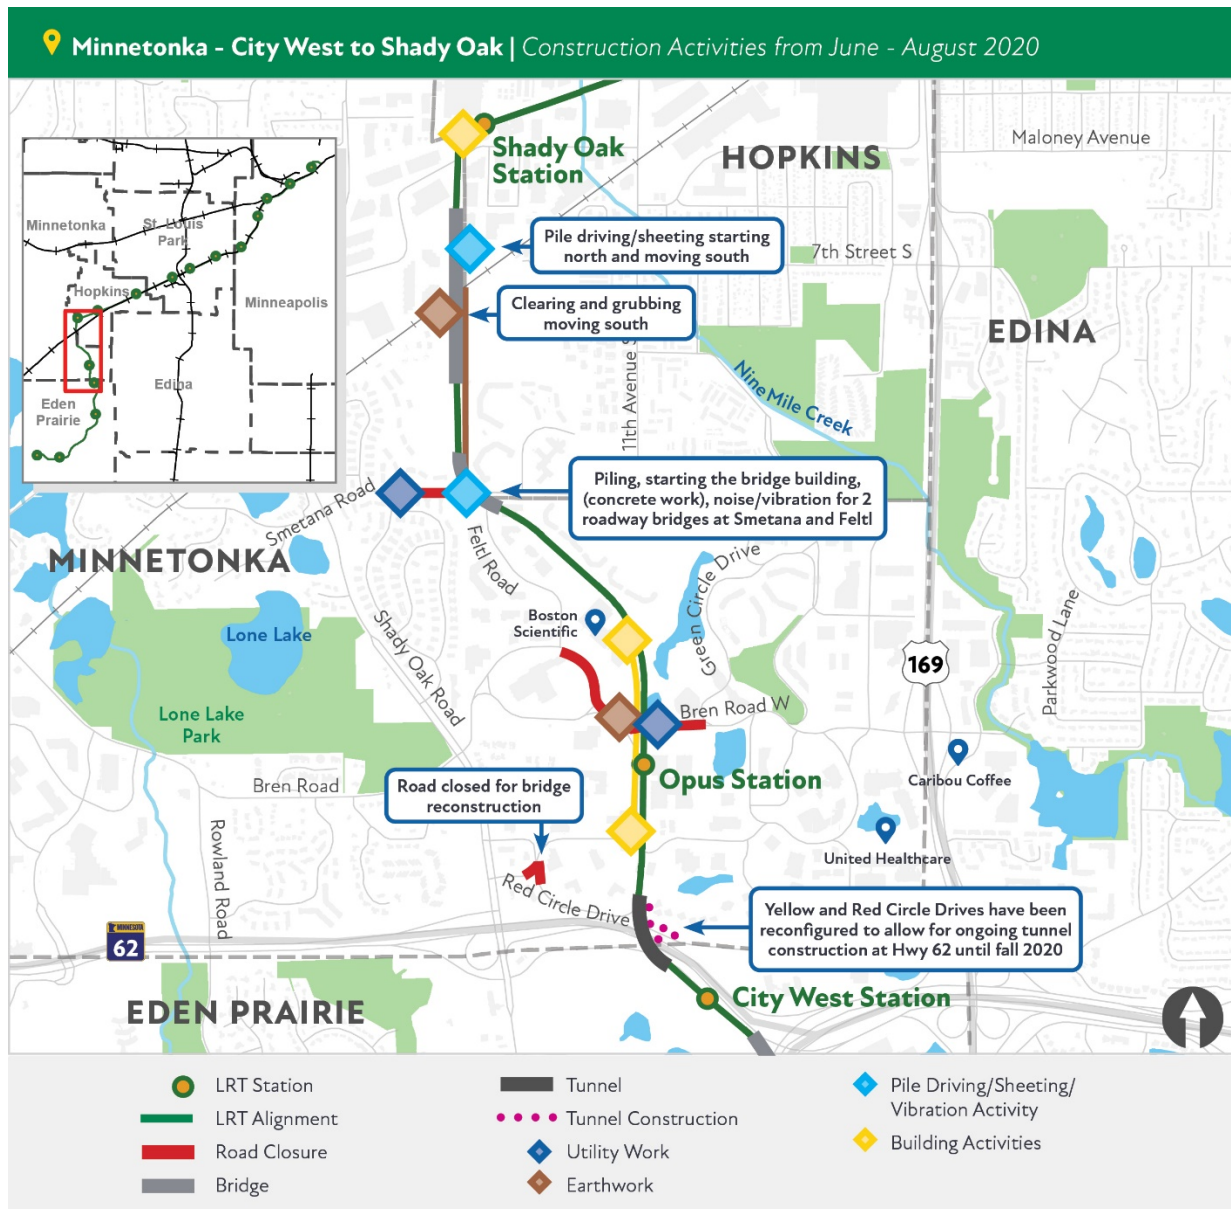 Minnetonka - City West to Shady Oak | Construction Activities from June - August 2020
Maloney Avenue
HOPKINS
Shady Oak
Station
Minnetonka
St. Louis
Park
Hopkins
Minneapolis
Edina
Eden
Prairie
Pile driving/sheeting starting
north and moving south
7th Street S
Clearing and grubbing
moving south
EDINA
11th Avenue S
Nine Mile Creek
Piling, starting the bridge building,
(concrete work), noise/vibration for 2
roadway bridges at Smetana and Feltl
Smetana Road
MINNETONKA
Feltl Road
Green Circle Drive
Boston
Scientific
Lone Lake
Shady Oak Road
Parkwood Lane
169
Lone Lake
Park
Bren Road W
Opus Station
Caribou Coffee
Bren Road
Road closed for bridge
reconstruction
Rowland Road
United Healthcare
Red Circle Drive
Yellow and Red Circle Drives have been
reconfigured to allow for ongoing tunnel
construction at Hwy 62 until fall 2020
MINNESOTA
62
City West Station
EDEN PRAIRIE
LRT Station
LRT Alignment
Road Closure
Bridge
Tunnel
Tunnel Construction
Utility Work
Earthwork
Pile Driving/Sheeting/
Vibration Activity
Building Activities